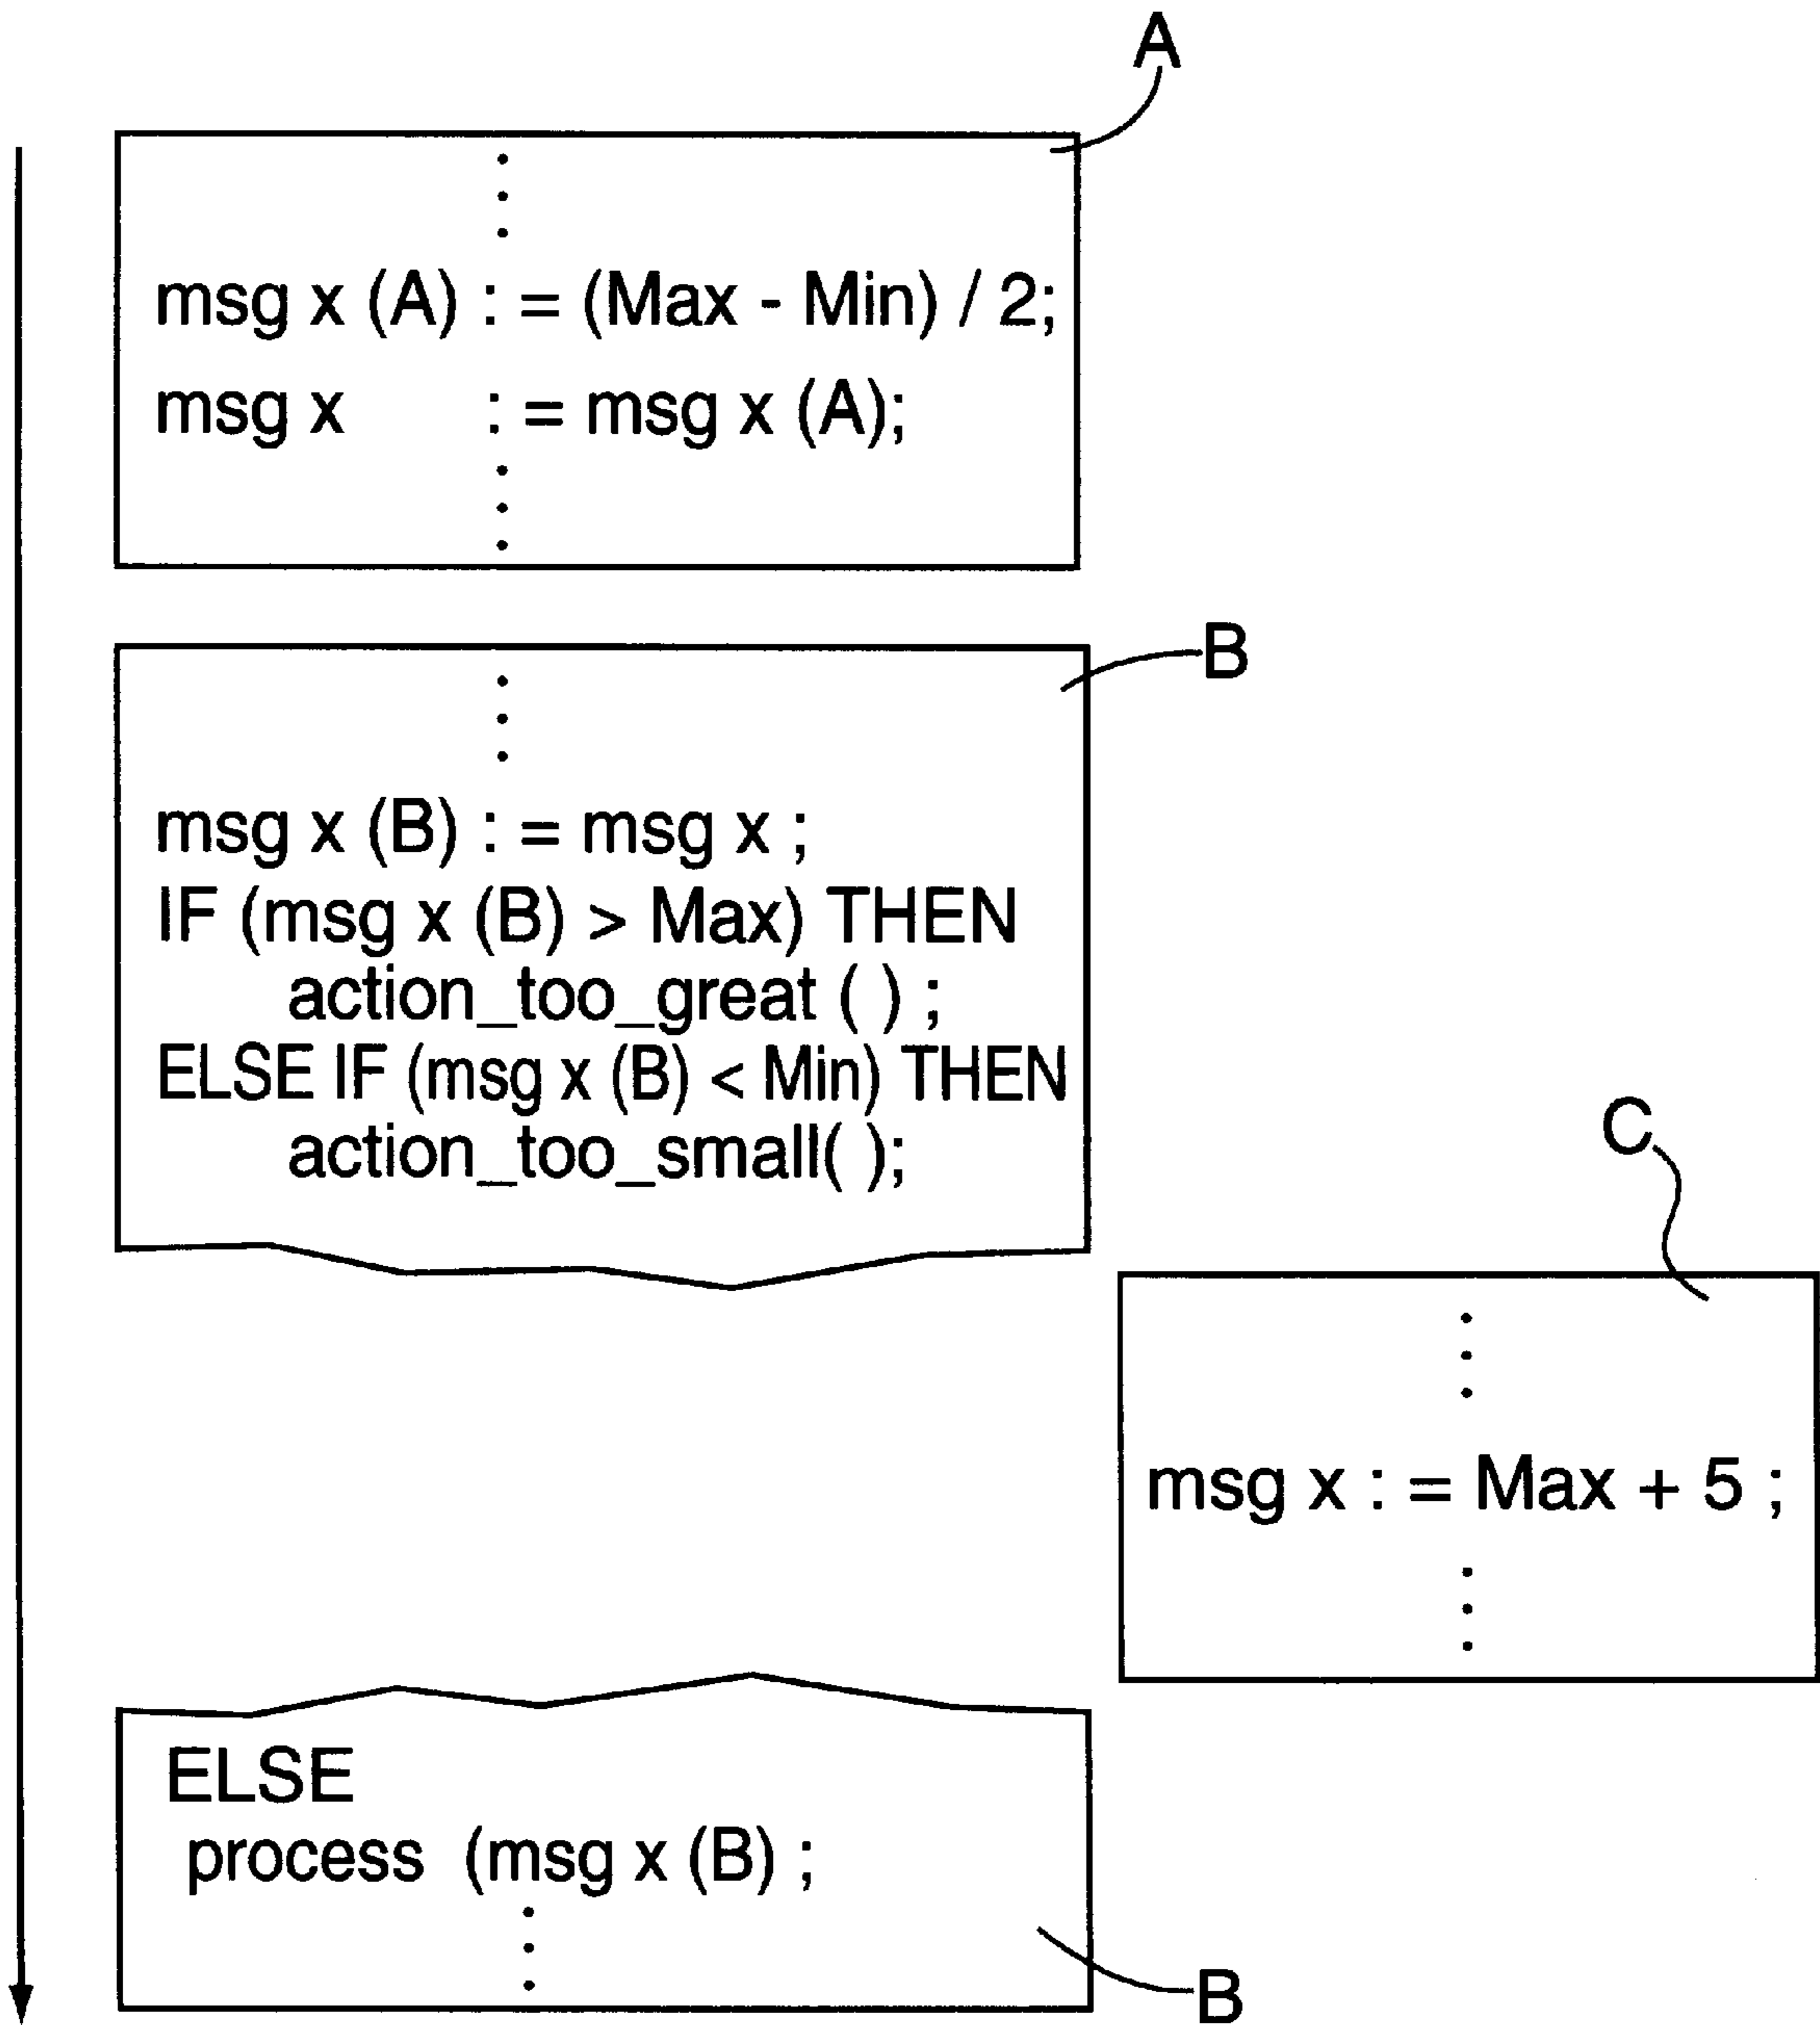 A
msg x (A) : = (Max - Min) / 2;
msg x : = msg x (A);
B
msg x (B) : = msg x ;
IF (msg x (B) > Max) THEN
action_too_great ( ) ;
ELSE IF (msg x (B) < Min) THEN
action_too_small( );
C
msg x : = Max + 5 ;
ELSE
process (msg x (B) ;
B